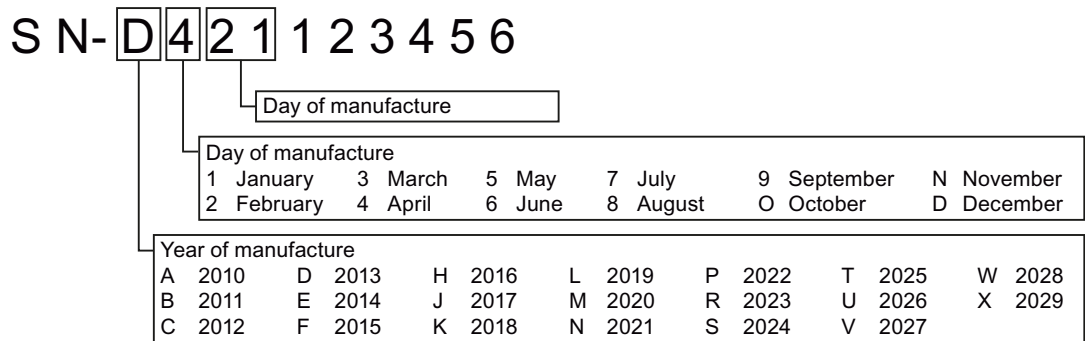 S N- D 4 2 1 1 2 3 4 5 6
Day of manufacture
Day of manufacture
1 January 3 March 5 May 7 July 9 September N November
2 February 4 April 6 June 8 August O October D December
Year of manufacture
A 2010 D 2013 H 2016 L 2019 P 2022 T 2025 W 2028
B 2011 E 2014 J 2017 M 2020 R 2023 U 2026 X 2029
C 2012 F 2015 K 2018 N 2021 S 2024 V 2027